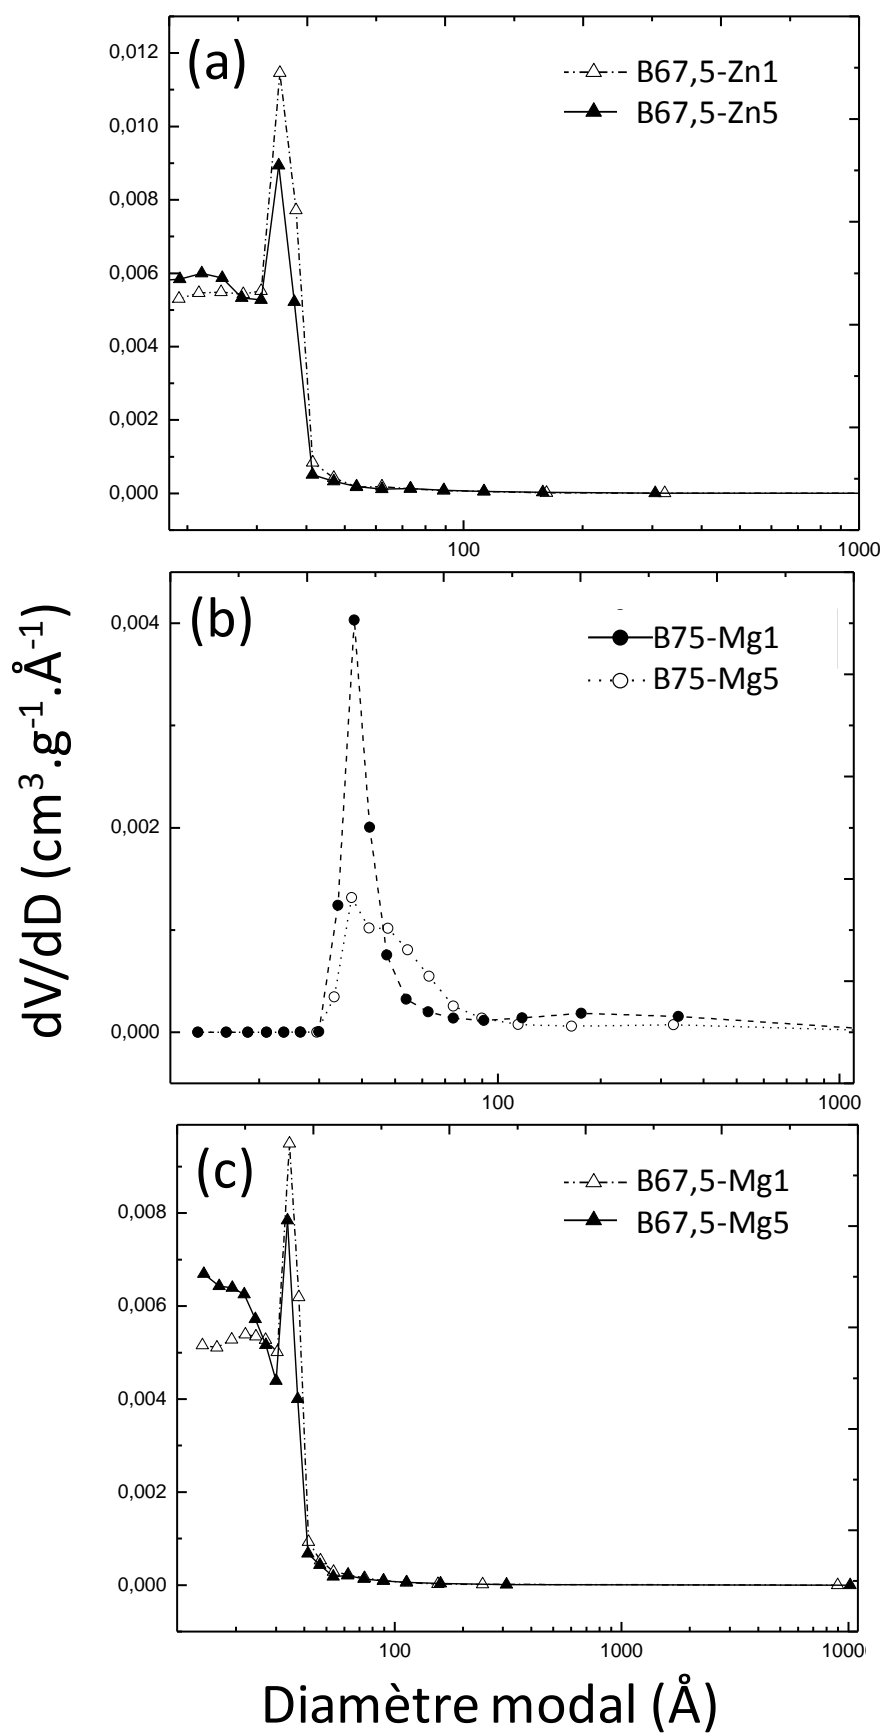 dV/dD (cm³.g⁻¹.Å⁻¹)
(a)
B67,5-Zn1
B67,5-Zn5
0,012
0,010
0,008
0,006
0,004
0,002
0,000
100
1000
(b)
B75-Mg1
B75-Mg5
0,004
0,002
0,000
100
1000
(c)
B67,5-Mg1
B67,5-Mg5
0,008
0,006
0,004
0,002
0,000
100
1000
Diamètre modal (Å)